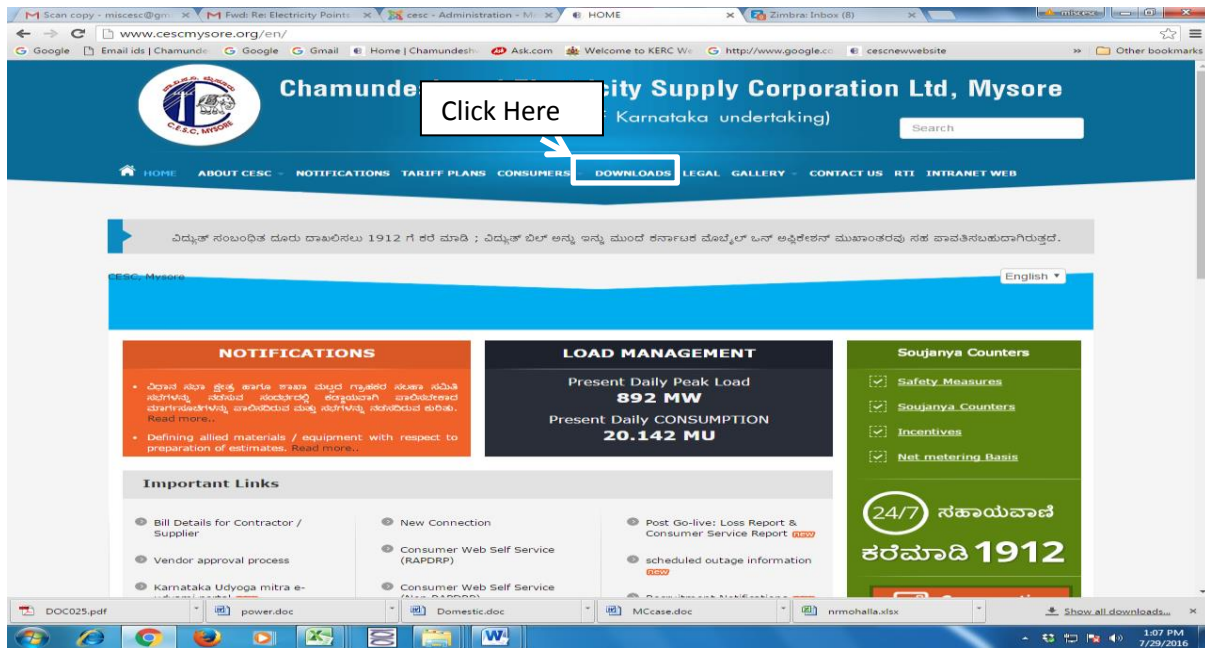 Scan copy - miscesc@gm
Fwd: Re: Electricity Points
cesc - Administration - M
HOME
Zimbra: Inbox (8)
www.cescmysore.org/en/
Google
Email ids | Chamunde
Google
Gmail
Home | Chamundesh
Ask.com
Welcome to KERC We
http://www.google.co
cescnewwebsite
»
Other bookmarks
C.E.S.C, MYSORE
Chamunde
city Supply Corporation Ltd, Mysore
Karnataka undertaking)
Click Here
Search
HOME ABOUT CESC NOTIFICATIONS TARIFF PLANS CONSUMERS DOWNLOADS LEGAL GALLERY CONTACT US RTI INTRANET WEB
ವಿದ್ಯುತ್ ಸಂಬಂಧಿತ ದೂರು ದಾಖಲಿಸಲು 1912 ಗೆ ಕರೆ ಮಾಡಿ ; ವಿದ್ಯುತ್ ಬಿಲ್ ಅನ್ನು ಇನ್ನು ಮುಂದೆ ಕರ್ನಾಟಕ ಮೊಬೈಲ್ ಒನ್ ಅಪ್ಲಿಕೇಶನ್ ಮುಖಾಂತರವು ಸಹ ಪಾವತಿಸಬಹುದಾಗಿರುತ್ತದೆ.
CESC, Mysore
English
NOTIFICATIONS
Read more..
Defining allied materials / equipment with respect to
preparation of estimates. Read more..
LOAD MANAGEMENT
Present Daily Peak Load
892 MW
Present Daily CONSUMPTION
20.142 MU
Soujanya Counters
Safety Measures
Soujanya Counters
Incentives
Net metering Basis
24/7 ಸಹಾಯವಾಣಿ
ಕರೆಮಾಡಿ 1912
Important Links
Bill Details for Contractor /
Supplier
Vendor approval process
Karnataka Udyoga mitra e-
New Connection
Consumer Web Self Service
(RAPDRP)
Consumer Web Self Service
Post Go-live: Loss Report &
Consumer Service Report new
scheduled outage information
new
Recruitment Notifications
DOC025.pdf
power.doc
Domestic.doc
MCcase.doc
nrmohalla.xlsx
Show all downloads...
1:07 PM
7/29/2016